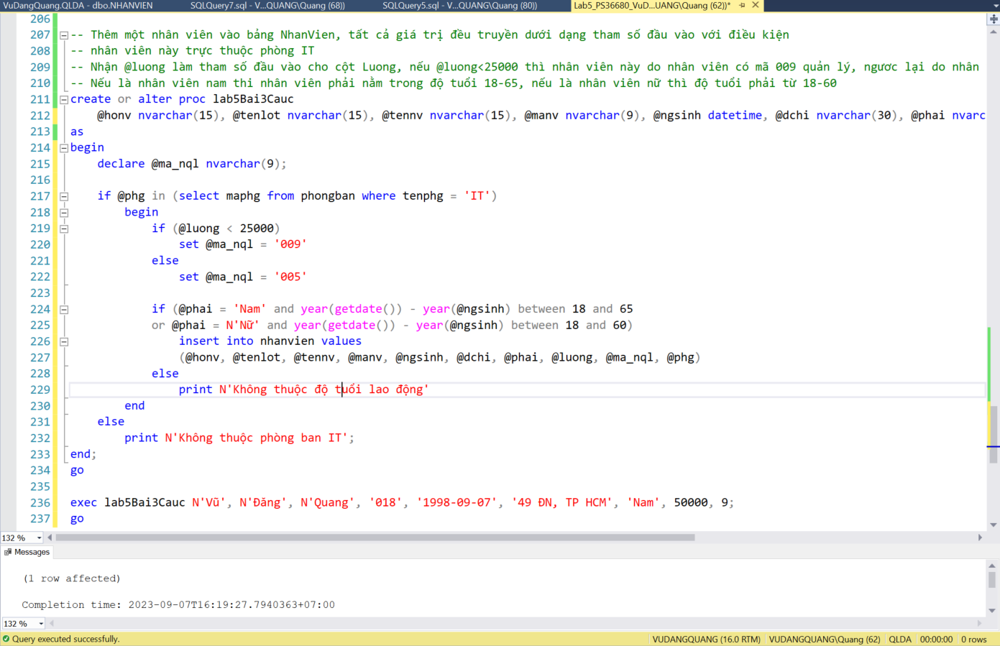 VuDangQuang.QLDA - dbo.NHANVIEN
SQLQuery7.sql - V...QUANG\Quang (68))
SQLQuery5.sql - V...QUANG\Quang (80))
Lab5_PS36680_VuD...UANG\Quang (62))*
206
207 -- Thêm một nhân viên vào bảng NhanVien, tất cả giá trị đều truyền dưới dạng tham số đầu vào với điều kiện
208 -- nhân viên này trực thuộc phòng IT
209 -- Nhận @luong làm tham số đầu vào cho cột Luong, nếu @luong<25000 thì nhân viên này do nhân viên có mã 009 quản lý, ngươc lại do nhân
210 -- Nếu là nhân viên nam thi nhân viên phải nằm trong độ tuổi 18-65, nếu là nhân viên nữ thì độ tuổi phải từ 18-60
211 create or alter proc lab5Bai3Cauc
212 @honv nvarchar(15), @tenlot nvarchar(15), @tennv nvarchar(15), @manv nvarchar(9), @ngsinh datetime, @dchi nvarchar(30), @phai nvarc
213 as
214 begin
215 declare @ma_nql nvarchar(9);
216
217 if @phg in (select maphg from phongban where tenphg = 'IT')
218 begin
219 if (@luong < 25000)
220 set @ma_nql = '009'
221 else
222 set @ma_nql = '005'
223
224 if (@phai = 'Nam' and year(getdate()) - year(@ngsinh) between 18 and 65
225 or @phai = N'Nữ' and year(getdate()) - year(@ngsinh) between 18 and 60)
226 insert into nhanvien values
227 (@honv, @tenlot, @tennv, @manv, @ngsinh, @dchi, @phai, @luong, @ma_nql, @phg)
228 else
229 print N'Không thuộc độ tuổi lao động'
230 end
231 else
232 print N'Không thuộc phòng ban IT';
233 end;
234 go
235
236 exec lab5Bai3Cauc N'Vũ', N'Đăng', N'Quang', '018', '1998-09-07', '49 ĐN, TP HCM', 'Nam', 50000, 9;
237 go
132 %
Messages
(1 row affected)
Completion time: 2023-09-07T16:19:27.7940363+07:00
132 %
Query executed successfully.
VUDANGQUANG (16.0 RTM)
VUDANGQUANG\Quang (62)
QLDA
00:00:00
0 rows